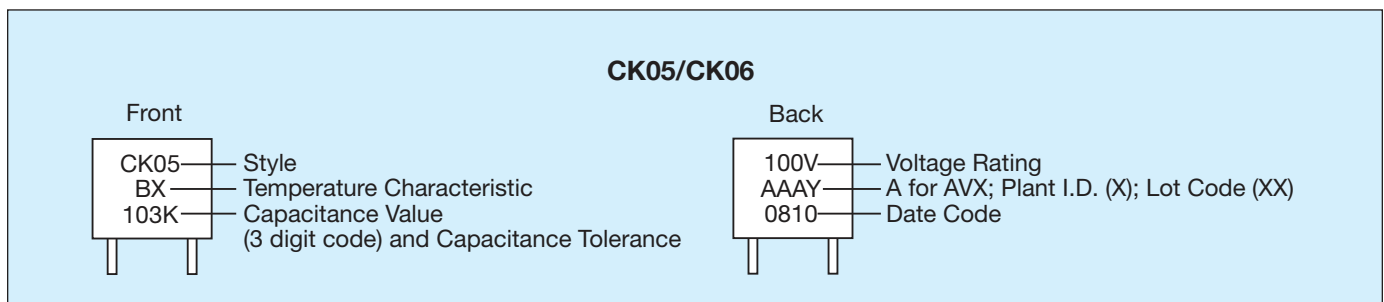 CK05/CK06
Front
CK05 Style
BX Temperature Characteristic
103K Capacitance Value
(3 digit code) and Capacitance Tolerance
Back
100V Voltage Rating
AAAY A for AVX; Plant I.D. (X); Lot Code (XX)
0810 Date Code